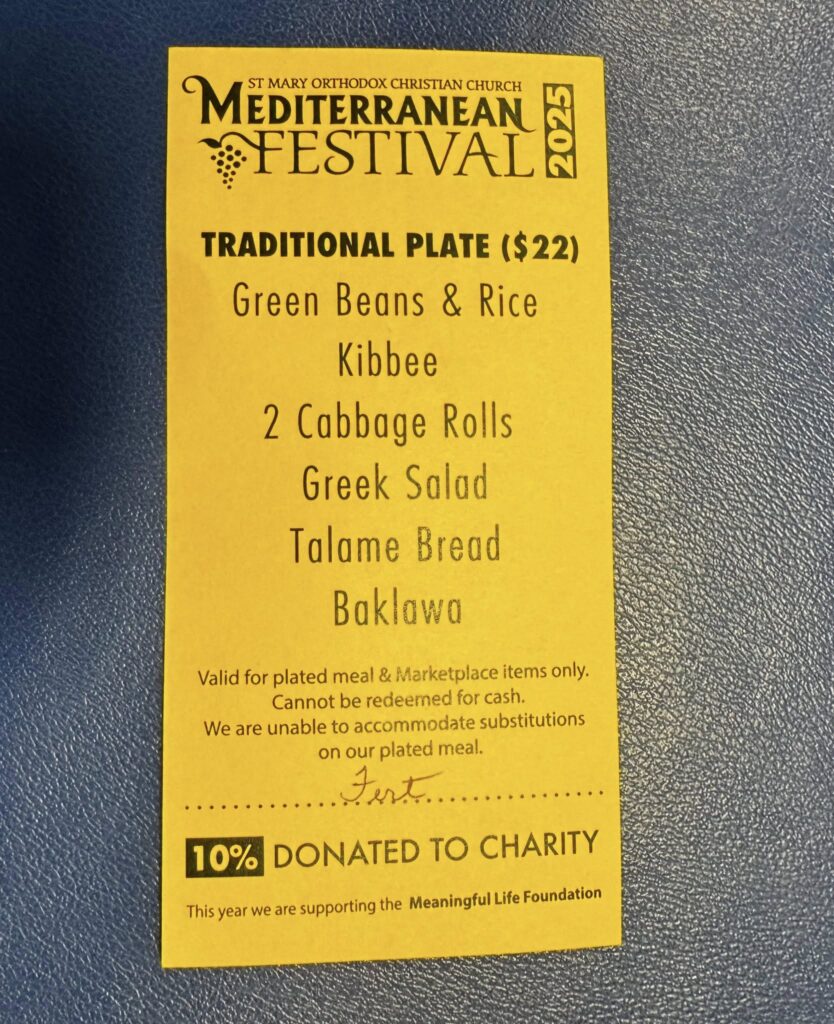 ST MARY ORTHODOX CHRISTIAN CHURCH
MEDITERRANEAN
FESTIVAL
2025
TRADITIONAL PLATE ($22)
Green Beans & Rice
Kibbee
2 Cabbage Rolls
Greek Salad
Talame Bread
Baklawa
Valid for plated meal & Marketplace items only.
Cannot be redeemed for cash.
We are unable to accommodate substitutions
on our plated meal.
Fert
10% DONATED TO CHARITY
This year we are supporting the Meaningful Life Foundation